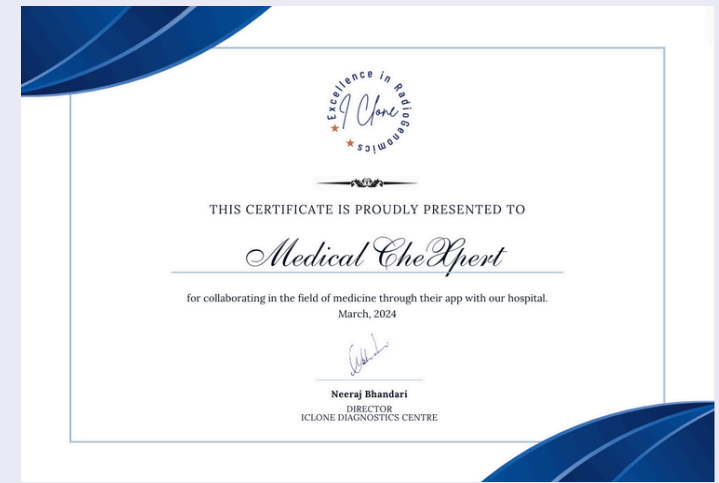 Excellence in RadioGenomics
I Clone
THIS CERTIFICATE IS PROUDLY PRESENTED TO
Medical CheXpert
for collaborating in the field of medicine through their app with our hospital.
March, 2024
Neeraj Bhandari
DIRECTOR
ICLONE DIAGNOSTICS CENTRE